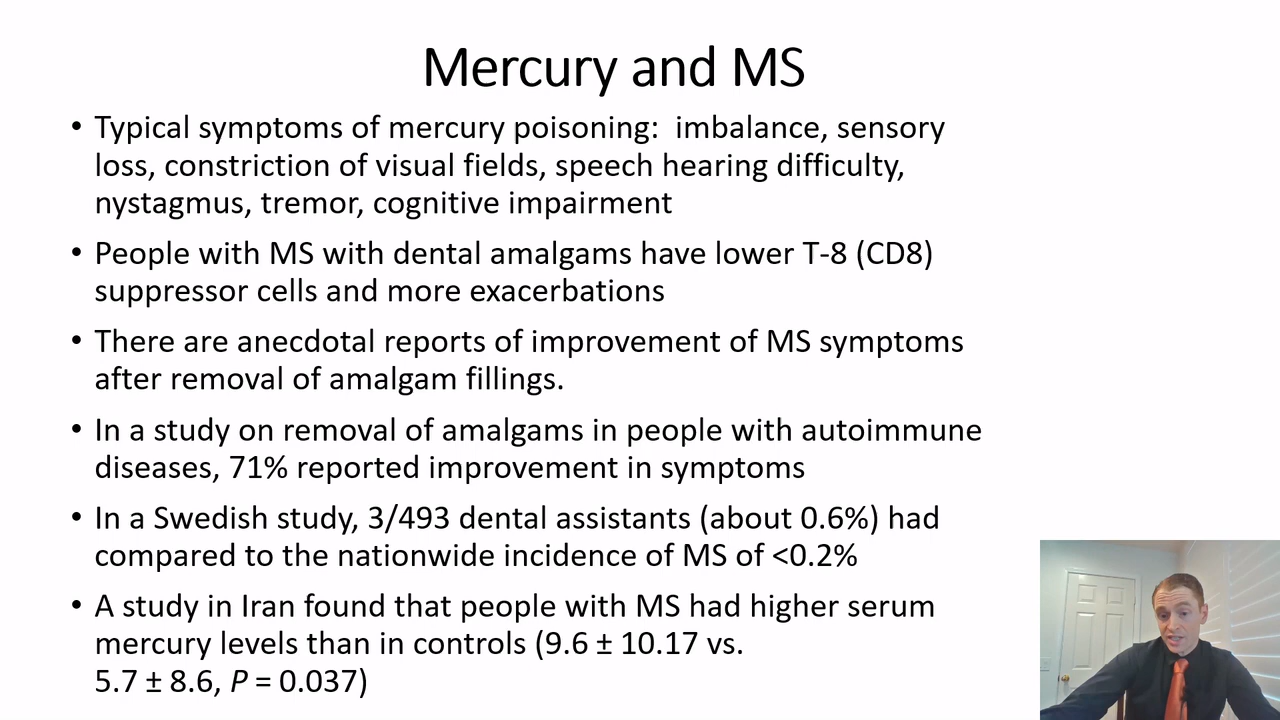 Mercury and MS
• Typical symptoms of mercury poisoning:  imbalance, sensory
loss, constriction of visual fields, speech hearing difficulty,
nystagmus, tremor, cognitive impairment
• People with MS with dental amalgams have lower T-8 (CD8)
suppressor cells and more exacerbations
• There are anecdotal reports of improvement of MS symptoms
after removal of amalgam fillings.
• In a study on removal of amalgams in people with autoimmune
diseases, 71% reported improvement in symptoms
• In a Swedish study, 3/493 dental assistants (about 0.6%) had
compared to the nationwide incidence of MS of <0.2%
• A study in Iran found that people with MS had higher serum
mercury levels than in controls (9.6 ± 10.17 vs.
5.7 ± 8.6, P = 0.037)